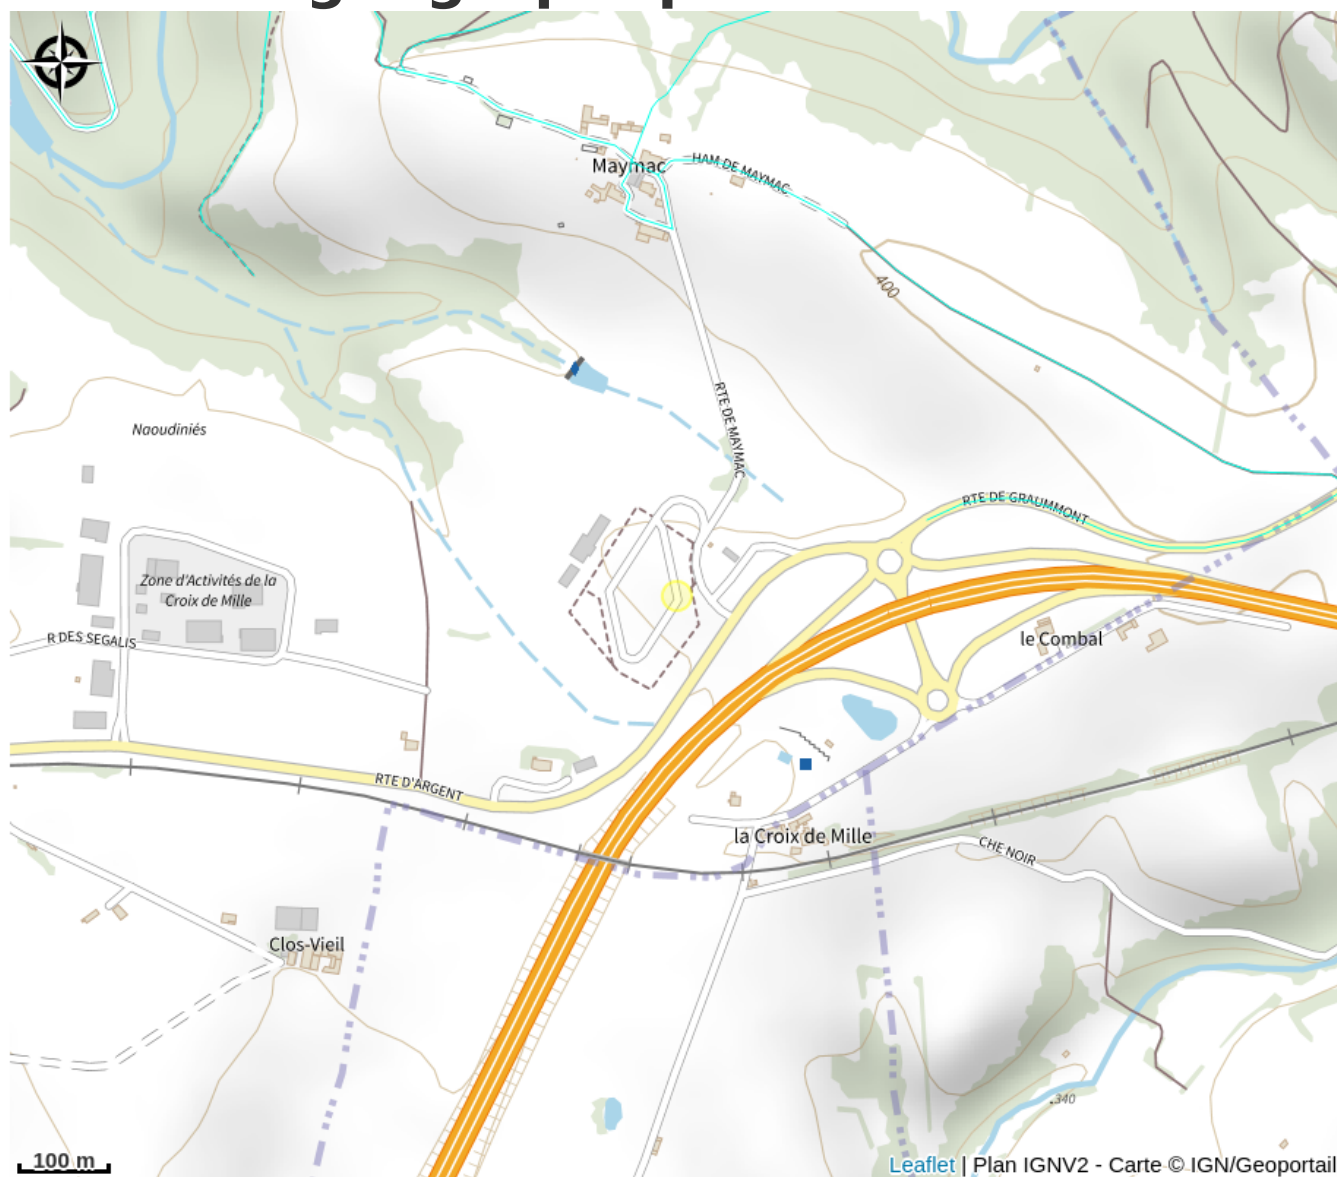 Maymac
HAM DE MAYMAC
400
RTE DE MAYMAC
Naoudiniés
RTE DE GRAUMMONT
Zone d'Activités de la
Croix de Mille
R DES SEGALIS
le Combal
RTE D'ARGENT
la Croix de Mille
CHE NOIR
Clos-Vieil
340
100 m
Leaflet | Plan IGNV2 - Carte © IGN/Geoportail